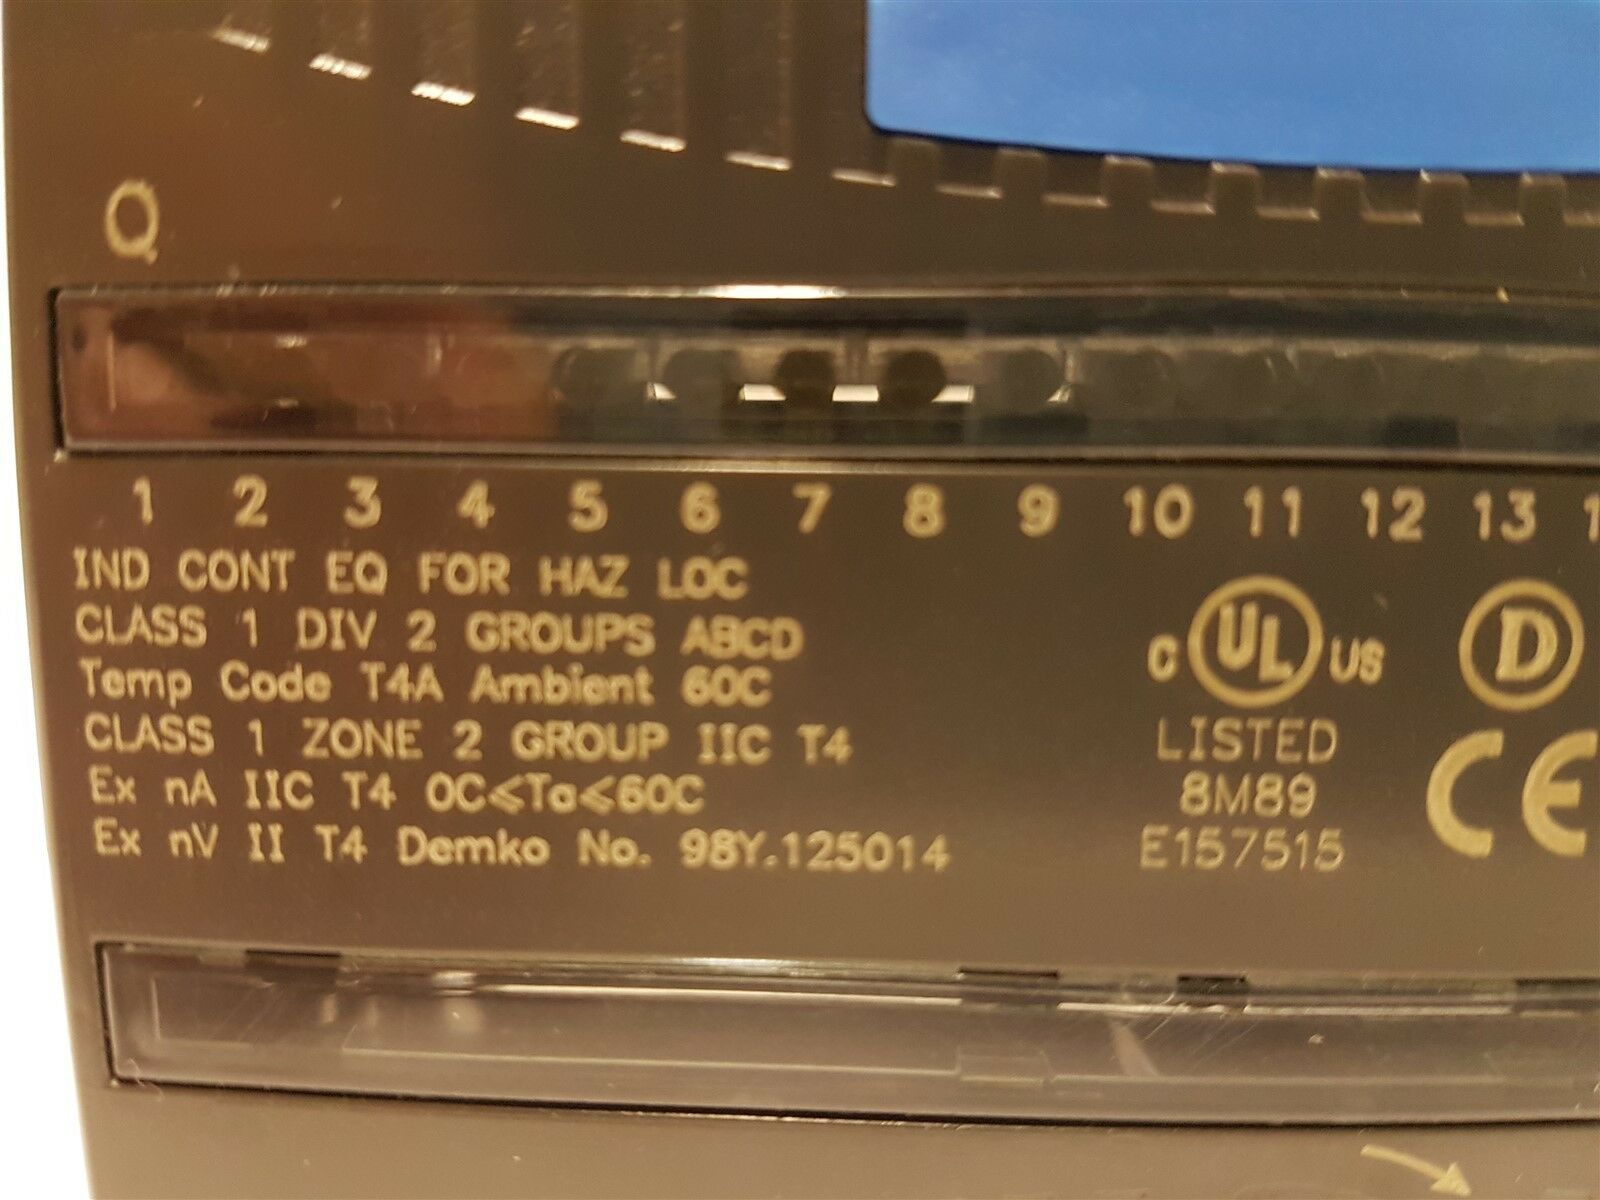 Q
1 2 3 4 5 6 7 8 9 10 11 12 13
IND CONT EQ FOR HAZ LOC
CLASS 1 DIV 2 GROUPS ABCD
Temp Code T4A Ambient 60C
CLASS 1 ZONE 2 GROUP IIC T4
Ex nA IIC T4 0C≤Ta≤60C
Ex nV II T4 Demko No. 98Y.125014
C UL US
LISTED
8M89
E157515
D
CE